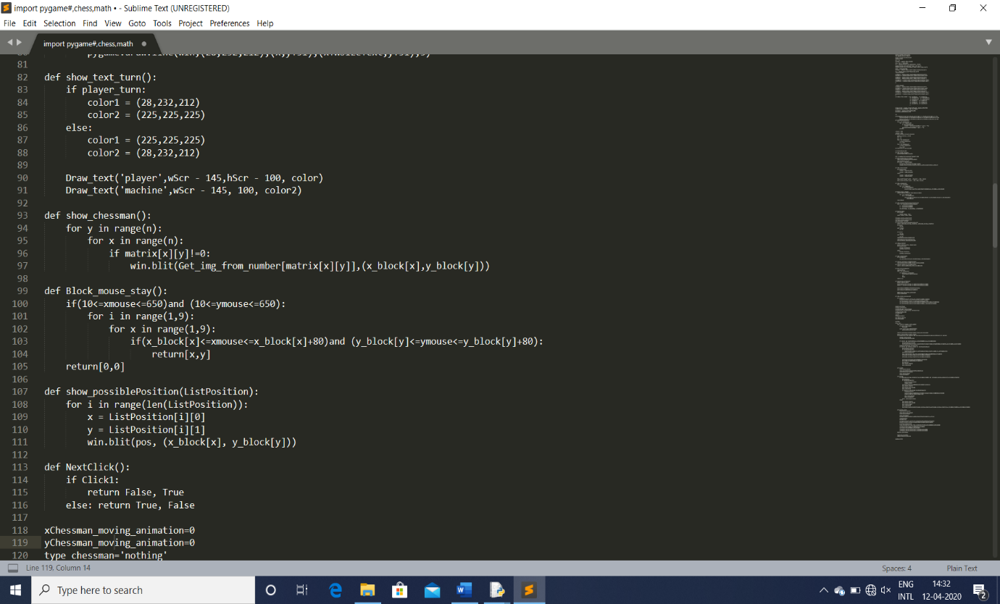 import pygame#,chess,math • - Sublime Text (UNREGISTERED)
File Edit Selection Find View Goto Tools Project Preferences Help
import pygame#,chess,math
81
82 def show_text_turn():
83     if player_turn:
84         color1 = (28,232,212)
85         color2 = (225,225,225)
86     else:
87         color1 = (225,225,225)
88         color2 = (28,232,212)
89
90     Draw_text('player',wScr - 145,hScr - 100, color)
91     Draw_text('machine',wScr - 145, 100, color2)
92
93 def show_chessman():
94     for y in range(n):
95         for x in range(n):
96             if matrix[x][y]!=0:
97                 win.blit(Get_img_from_number[matrix[x][y]],(x_block[x],y_block[y]))
98
99 def Block_mouse_stay():
100     if(10<=xmouse<=650)and (10<=ymouse<=650):
101         for i in range(1,9):
102             for x in range(1,9):
103                 if(x_block[x]<=xmouse<=x_block[x]+80)and (y_block[y]<=ymouse<=y_block[y]+80):
104                     return[x,y]
105     return[0,0]
106
107 def show_possiblePosition(ListPosition):
108     for i in range(len(ListPosition)):
109         x = ListPosition[i][0]
110         y = ListPosition[i][1]
111         win.blit(pos, (x_block[x], y_block[y]))
112
113 def NextClick():
114     if Click1:
115         return False, True
116     else: return True, False
117
118 xChessman_moving_animation=0
119 yChessman_moving_animation=0
120 type_chessman='nothing'
Line 119, Column 14 Spaces: 4 Plain Text
Type here to search
ENG 14:32
INTL 12-04-2020 2